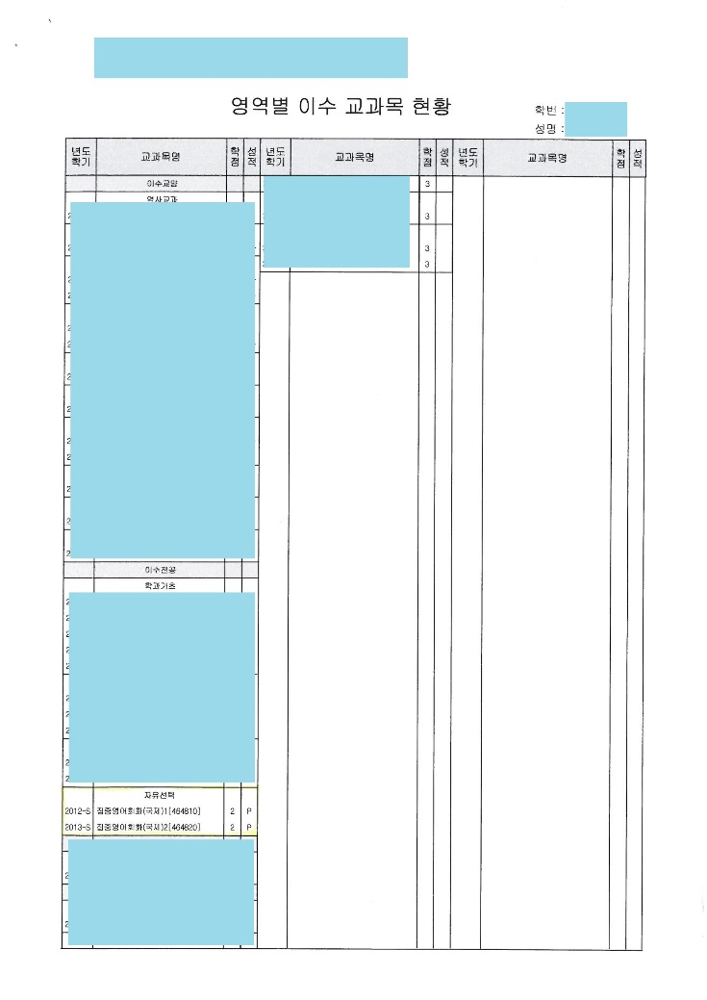 영역별 이수 교과목 현황
학번 :
성명 :
년도 학기 교과목명 학점 성적 년도 학기 교과목명 학점 성적 년도 학기 교과목명 학점 성적
이수교양 3
역사교과
3
3
3
이수전공
학과기초
자유선택
2012-S 집중영어회화(국제)1[464810] 2 P
2013-S 집중영어회화(국제)2[464820] 2 P